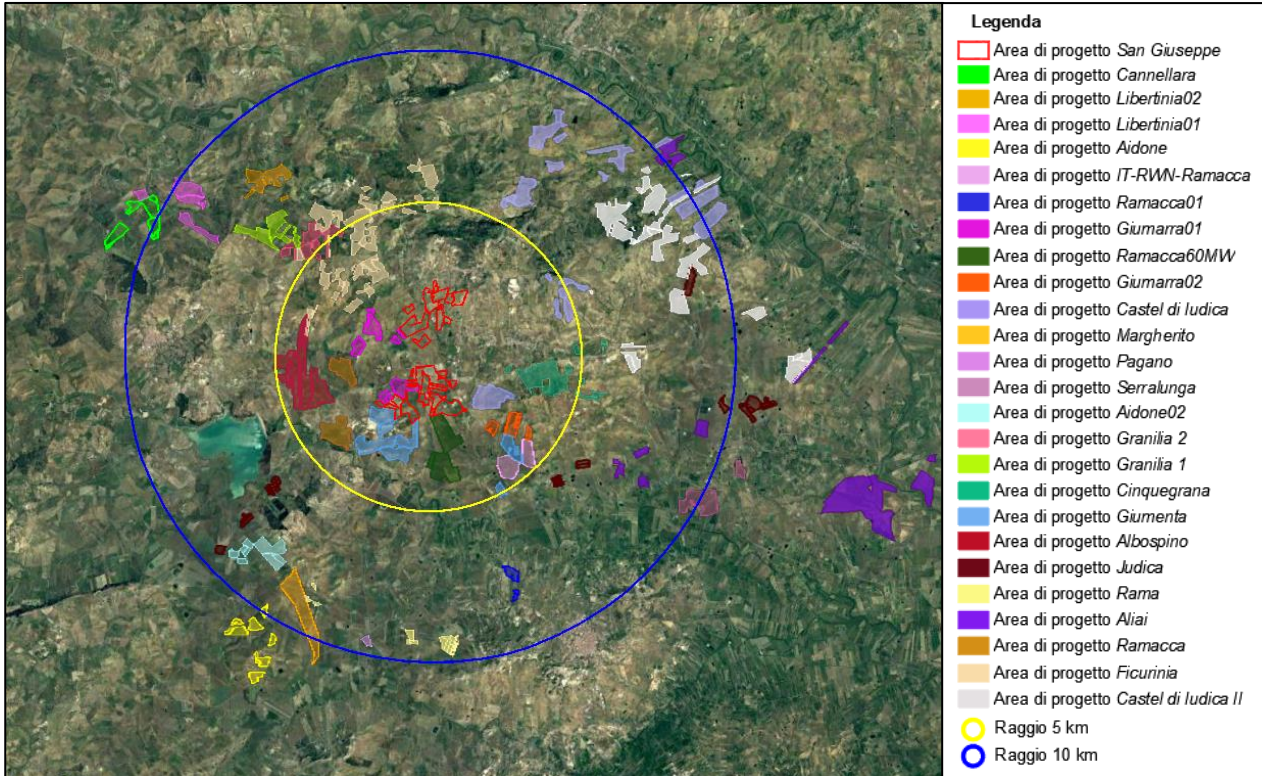 Legenda
Area di progetto San Giuseppe
Area di progetto Cannellara
Area di progetto Libertinia02
Area di progetto Libertinia01
Area di progetto Aidone
Area di progetto IT-RWN-Ramacca
Area di progetto Ramacca01
Area di progetto Giumarra01
Area di progetto Ramacca60MW
Area di progetto Giumarra02
Area di progetto Castel di Iudica
Area di progetto Margherito
Area di progetto Pagano
Area di progetto Serralunga
Area di progetto Aidone02
Area di progetto Granilia 2
Area di progetto Granilia 1
Area di progetto Cinquegrana
Area di progetto Giumenta
Area di progetto Albospino
Area di progetto Judica
Area di progetto Rama
Area di progetto Aliai
Area di progetto Ramacca
Area di progetto Ficurinia
Area di progetto Castel di Iudica II
Raggio 5 km
Raggio 10 km